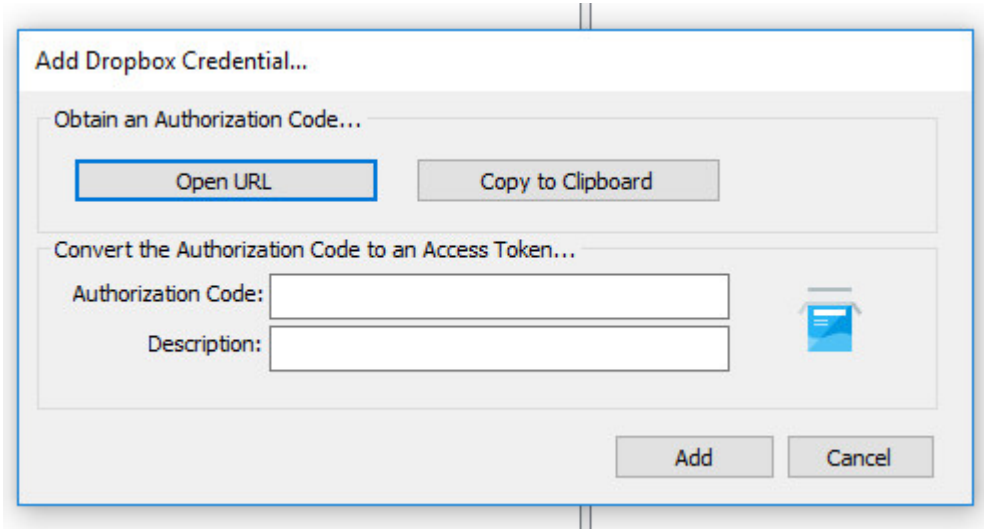 Add Dropbox Credential...
Obtain an Authorization Code...
Open URL
Copy to Clipboard
Convert the Authorization Code to an Access Token...
Authorization Code:
Description:
Add
Cancel